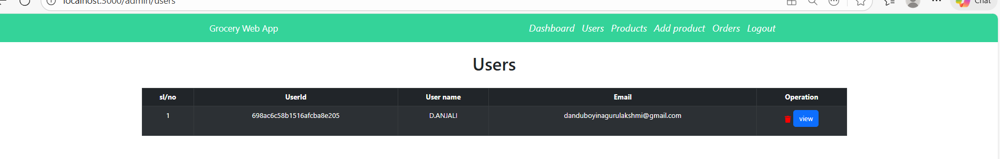 localhost:3000/admin/users
Chat
Grocery Web App Dashboard Users Products Add product Orders Logout
Users
sl/no UserId User name Email Operation
1 698ac6c58b1516afcba8e205 D.ANJALI danduboyinagurulakshmi@gmail.com view